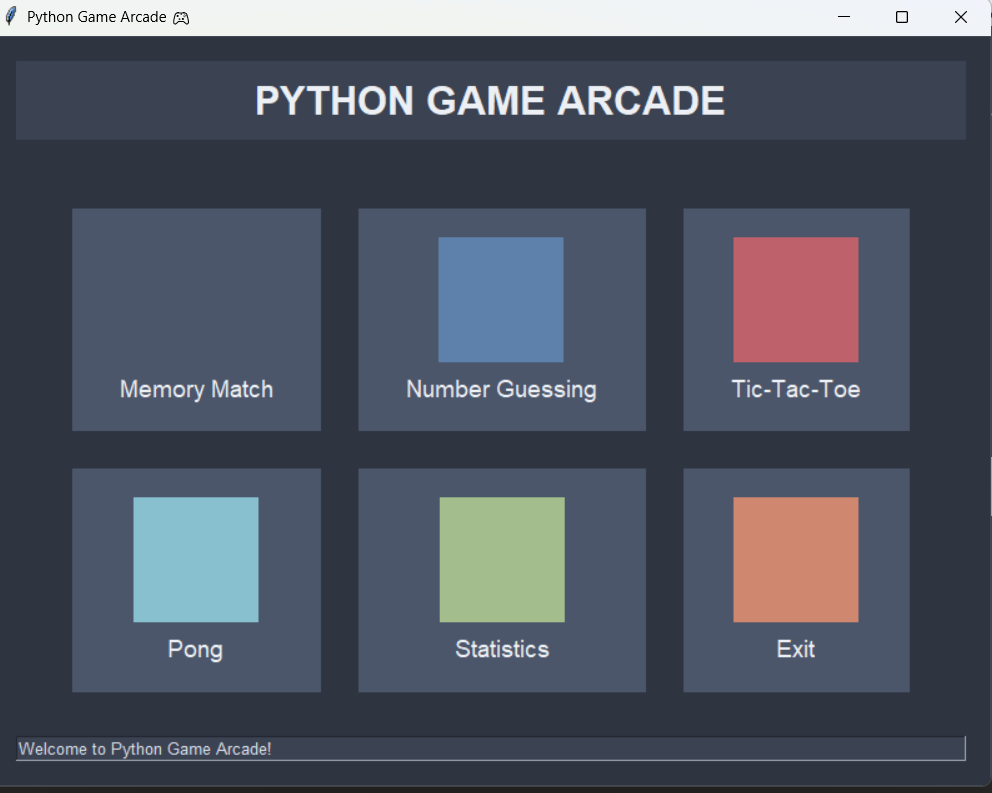 Python Game Arcade 🎮
PYTHON GAME ARCADE
Memory Match
Number Guessing
Tic-Tac-Toe
Pong
Statistics
Exit
Welcome to Python Game Arcade!